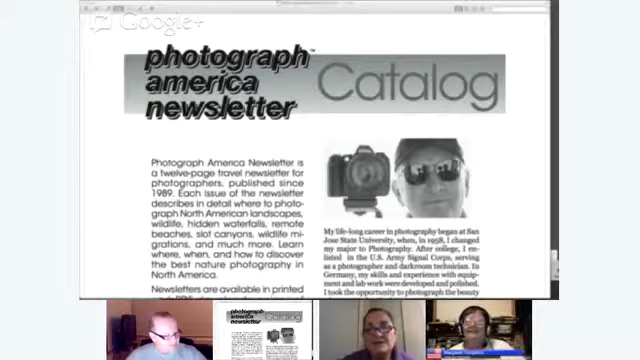 Google+
photograph
america
newsletter
Catalog
Photograph America Newsletter is
a twelve-page travel newsletter for
photographers, published since
1989. Each issue of the newsletter
describes in detail where to photo-
graph North American landscapes,
wildlife, hidden waterfalls, remote
beaches, slot canyons, wildlife mi-
grations, and much more. Learn
where, when, and how to discover
the best nature photography in
North America.
Newsletters are available in printed
My life-long career in photography began at San
Jose State University, when, in 1958, I changed
my major to Photography. After college, I en-
listed in the U.S. Army Signal Corps, serving
as a photographer and darkroom technician. In
Germany, my skills and experience with equip-
ment and lab work were developed and polished.
I took the opportunity to photograph the beauty
photograph
america
newsletter
Catalog
Margaret